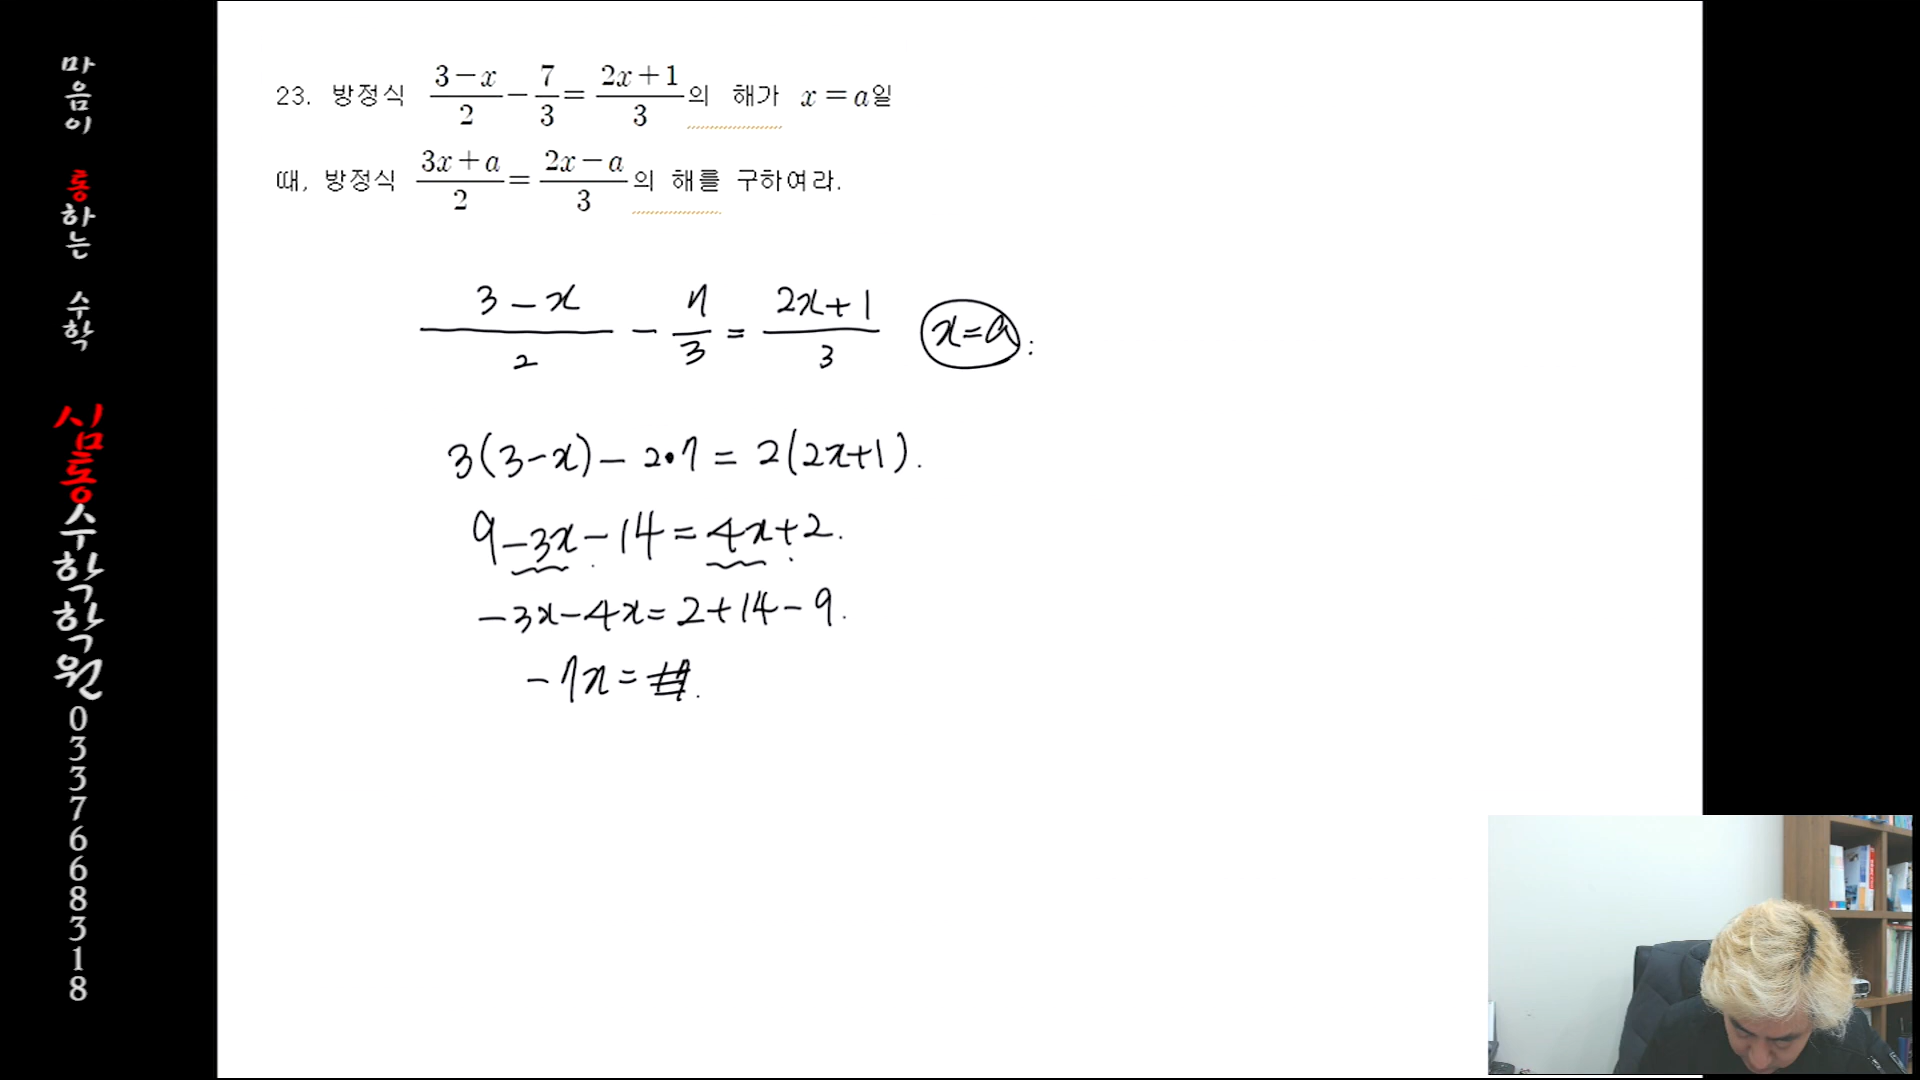 마음이 통하는 수학 심통수학학원 0337668318
23. 방정식 (3-x)/2 - 7/3 = (2x+1)/3 의 해가 x=a일
때, 방정식 (3x+a)/2 = (2x-a)/3 의 해를 구하여라.
(3-x)/2 - 7/3 = (2x+1)/3 x=a :
3(3-x) - 2•7 = 2(2x+1).
9-3x-14=4x+2.
-3x-4x=2+14-9.
-7x=